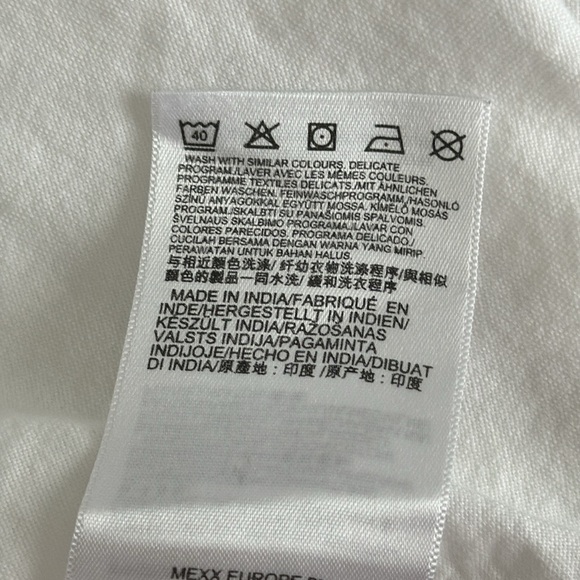 40
WASH WITH SIMILAR COLOURS. DELICATE
PROGRAM./LAVER AVEC LES MÊMES COULEURS.
PROGRAMME TEXTILES DELICATS./MIT ÄHNLICHEN
FARBEN WASCHEN. FEINWASCHPROGRAMM./HASONLÓ
SZÍNŰ ANYAGOKKAL EGYÜTT MOSSA. KÍMÉLŐ MOSÁS
PROGRAM./SKALBTI SU PANAŠIOMIS SPALVOMIS.
ŠVELNAUS SKALBIMO PROGRAMA./LAVAR CON
COLORES PARECIDOS. PROGRAMA DELICADO./
CUCILAH BERSAMA DENGAN WARNA YANG MIRIP.
PERAWATAN UNTUK BAHAN HALUS.
与相近颜色洗涤/ 纤幼衣物洗涤程序/與相似
顏色的製品一同水洗/ 緩和洗衣程序
MADE IN INDIA/FABRIQUÉ EN
INDE/HERGESTELLT IN INDIEN/
KÉSZÜLT INDIA/RAŽOŠANAS
VALSTS INDIJA/PAGAMINTA
INDIJOJE/HECHO EN INDIA/DIBUAT
DI INDIA/原產地：印度 /原产地：印度
MEXX EUROPE